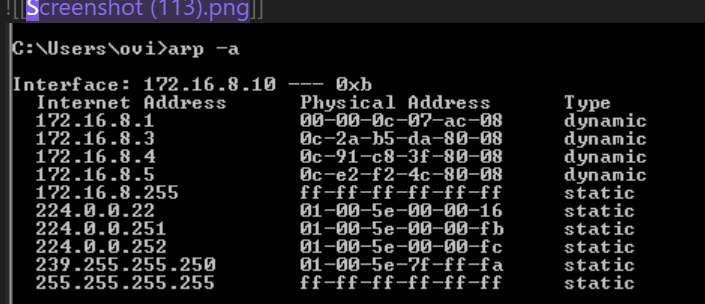 ![[Screenshot (113).png]]
C:\Users\ovi>arp -a
Interface: 172.16.8.10 --- 0xb
Internet Address Physical Address Type
172.16.8.1 00-00-0c-07-ac-08 dynamic
172.16.8.3 0c-2a-b5-da-80-08 dynamic
172.16.8.4 0c-91-c8-3f-80-08 dynamic
172.16.8.5 0c-e2-f2-4c-80-08 dynamic
172.16.8.255 ff-ff-ff-ff-ff-ff static
224.0.0.22 01-00-5e-00-00-16 static
224.0.0.251 01-00-5e-00-00-fb static
224.0.0.252 01-00-5e-00-00-fc static
239.255.255.250 01-00-5e-7f-ff-fa static
255.255.255.255 ff-ff-ff-ff-ff-ff static